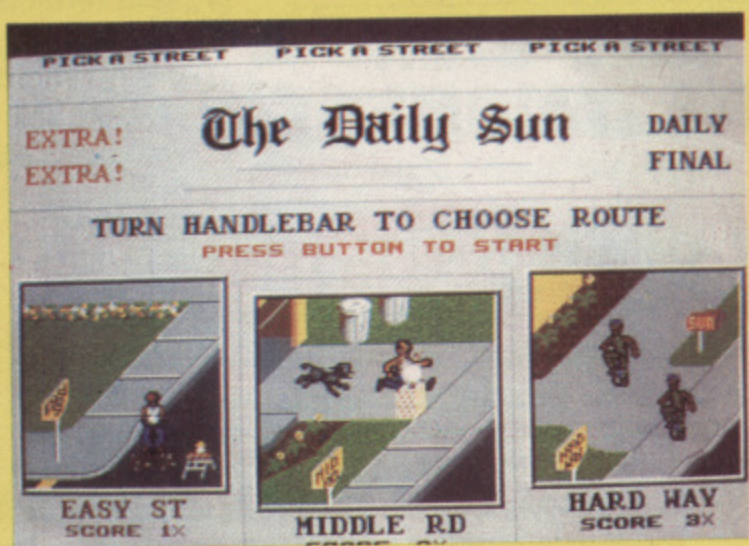 PICK A STREET PICK A STREET PICK A STREET
EXTRA!
EXTRA!
The Daily Sun
DAILY
FINAL
TURN HANDLEBAR TO CHOOSE ROUTE
PRESS BUTTON TO START
SUN
EASY ST
SCORE 1X
MIDDLE RD
HARD WAY
SCORE 3X